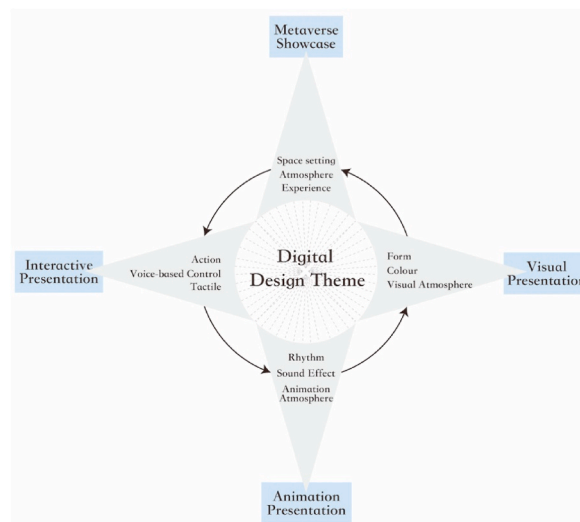 Metaverse
Showcase
Space setting
Atmosphere
Experience
Interactive
Presentation
Action
Voice-based Control
Tactile
Digital
Design Theme
Form
Colour
Visual Atmosphere
Visual
Presentation
Rhythm
Sound Effect
Animation
Atmosphere
Animation
Presentation